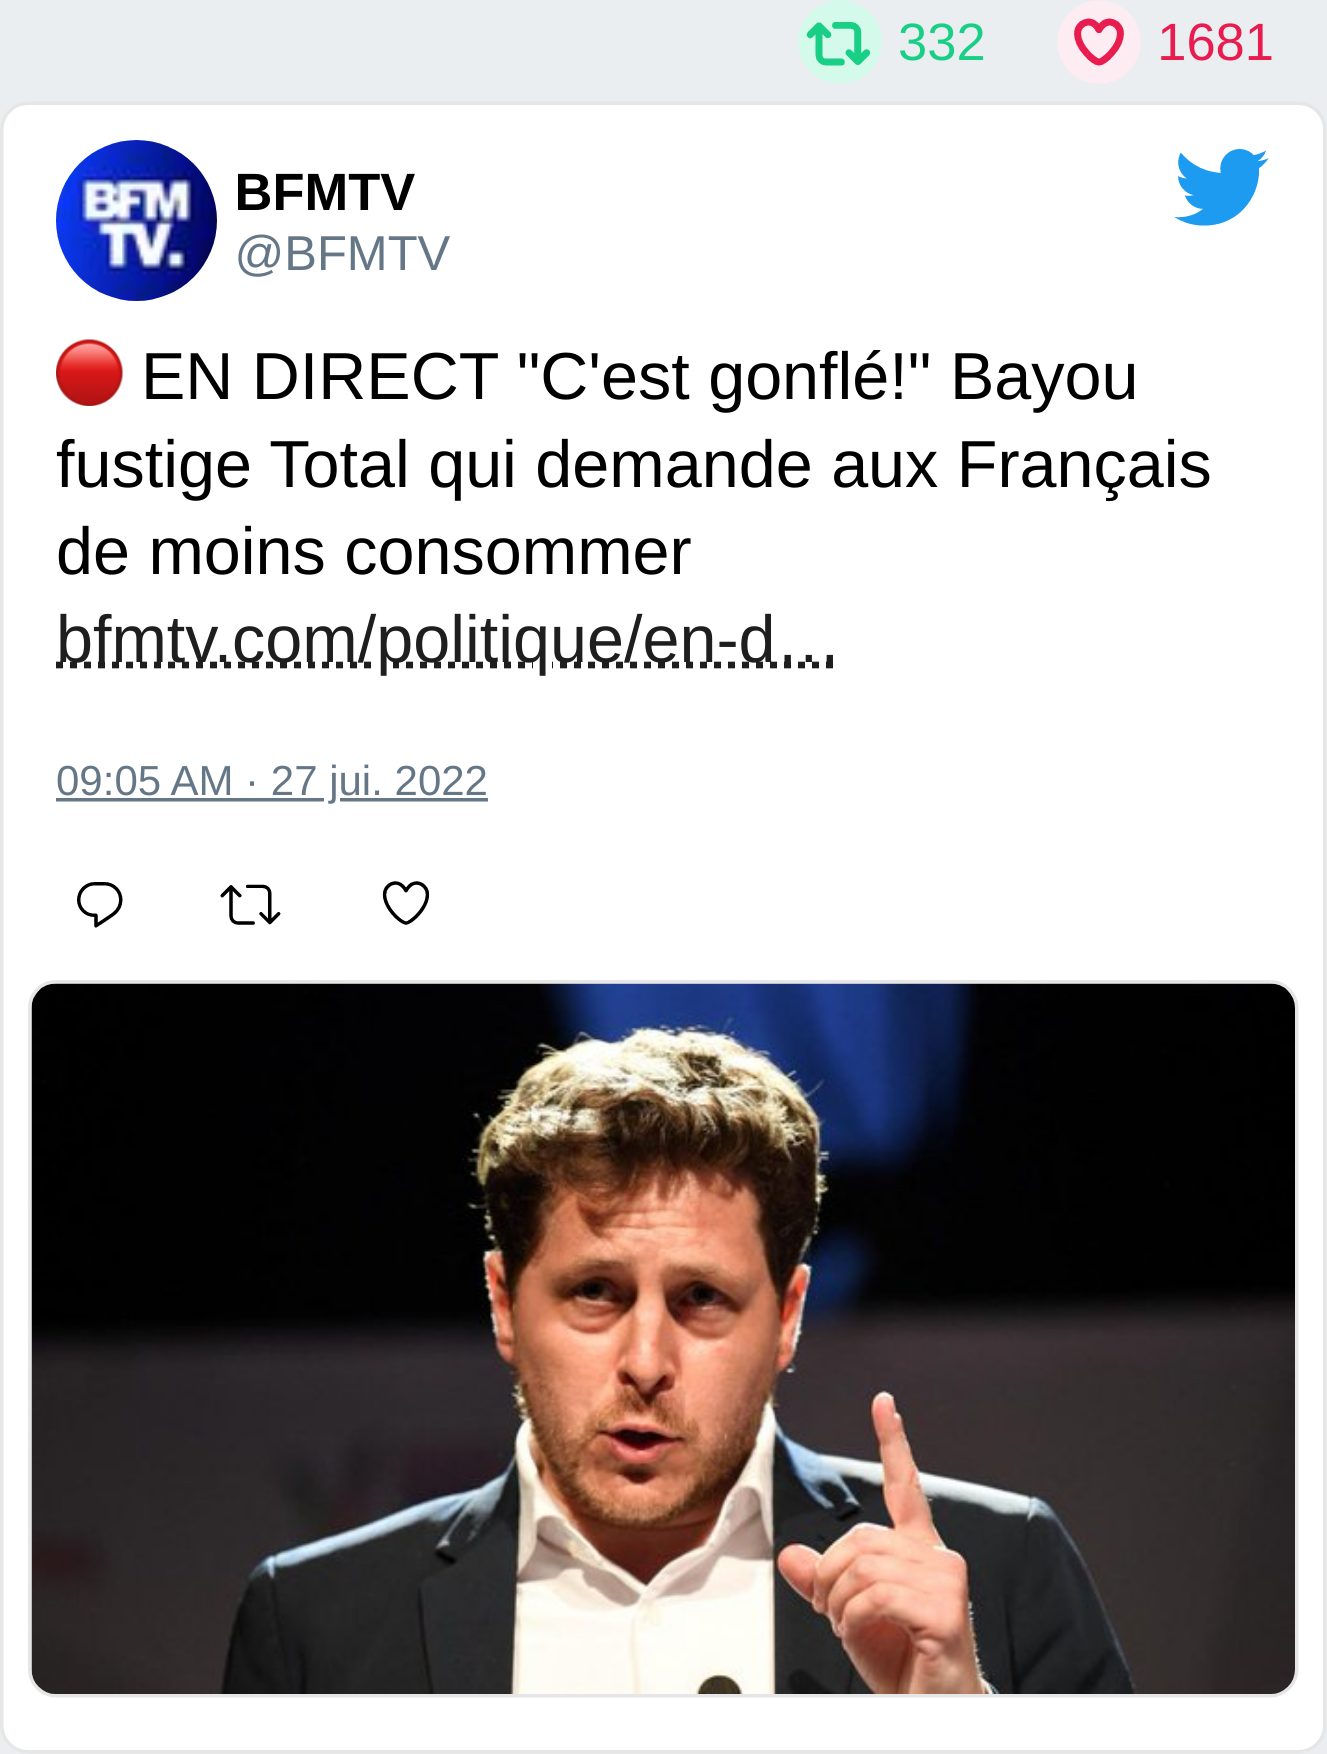 332 1681
BFM
TV.
BFMTV
@BFMTV
🔴 EN DIRECT "C'est gonflé!" Bayou
fustige Total qui demande aux Français
de moins consommer
bfmtv.com/politique/en-d…
09:05 AM · 27 jui. 2022